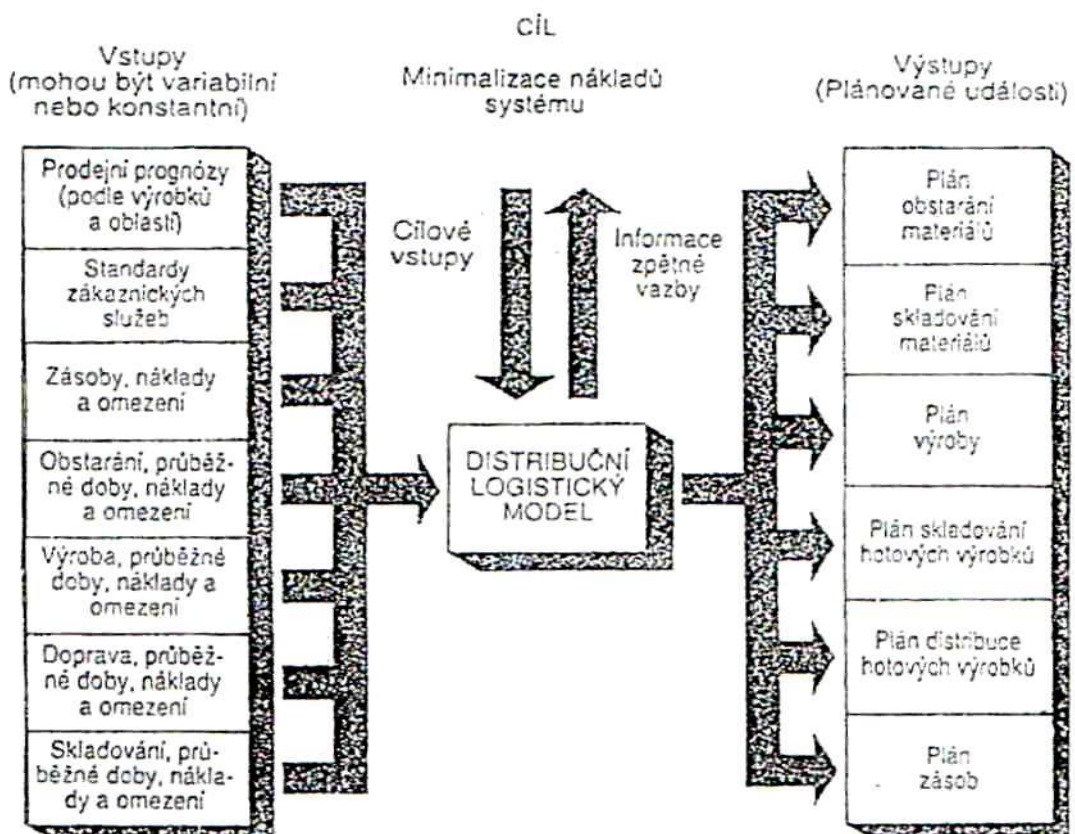 CÍL
Minimalizace nákladů
systému
Vstupy
(mohou být variabilní
nebo konstantní)
Prodejní prognózy
(podle výrobků
a oblastí)
Standardy
zákaznických
služeb
Zásoby, náklady
a omezení
Obstarání, průběž-
né doby, náklady
a omezení
Výroba, průběžné
doby, náklady a
omezení
Doprava, průběž-
né doby, náklady
a omezení
Skladování, prů-
běžné doby, nákla-
dy a omezení
Cílové
vstupy
Informace
zpětné
vazby
DISTRIBUČNÍ
LOGISTICKÝ
MODEL
Výstupy
(Plánované události)
Plán
obstarání
materiálů
Plán
skladování
materiálů
Plán
výroby
Plán skladování
hotových výrobků
Plán distribuce
hotových výrobků
Plán
zásob